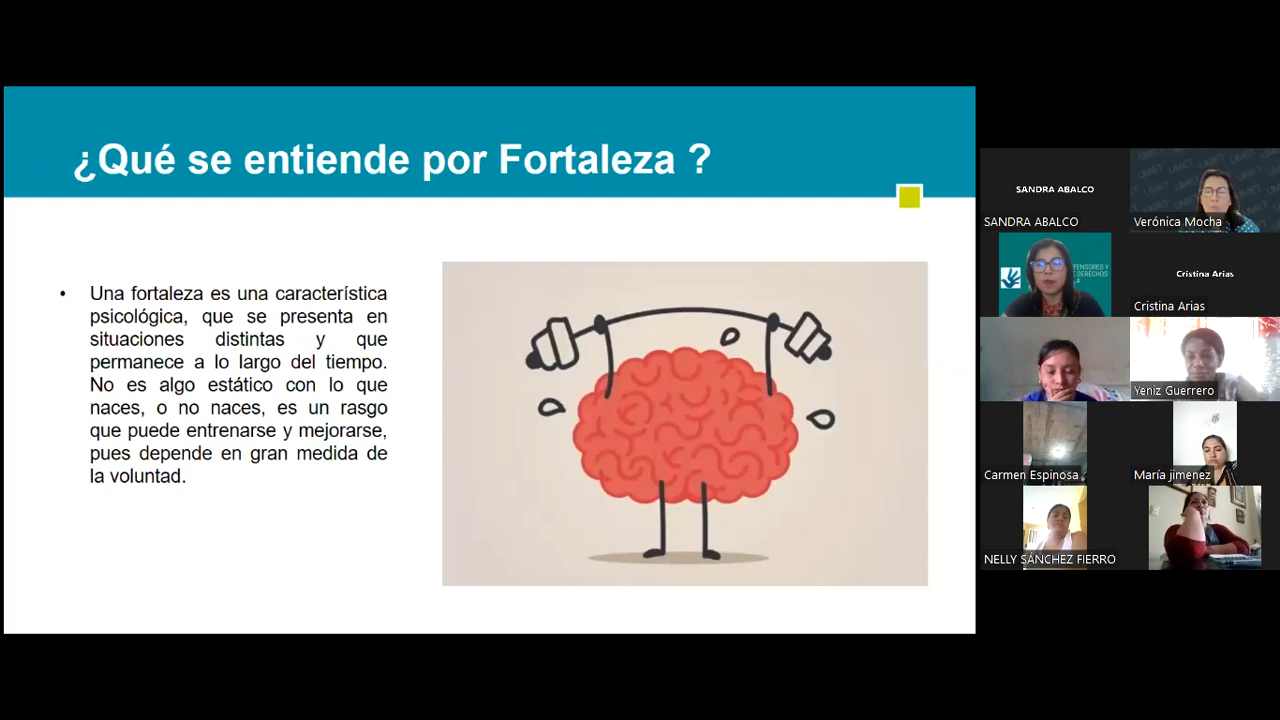 ¿Qué se entiende por Fortaleza ?
• Una fortaleza es una característica
psicológica, que se presenta en
situaciones distintas y que
permanece a lo largo del tiempo.
No es algo estático con lo que
naces, o no naces, es un rasgo
que puede entrenarse y mejorarse,
pues depende en gran medida de
la voluntad.
SANDRA ABALCO
SANDRA ABALCO
Verónica Mocha
Cristina Arias
Cristina Arias
Yeniz Guerrero
Carmen Espinosa
María jimenez
NELLY SÁNCHEZ FIERRO